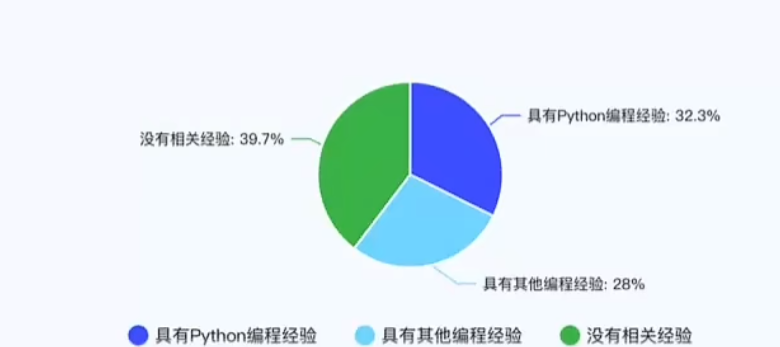 具有Python编程经验: 32.3%
没有相关经验: 39.7%
具有其他编程经验: 28%
具有Python编程经验 具有其他编程经验 没有相关经验